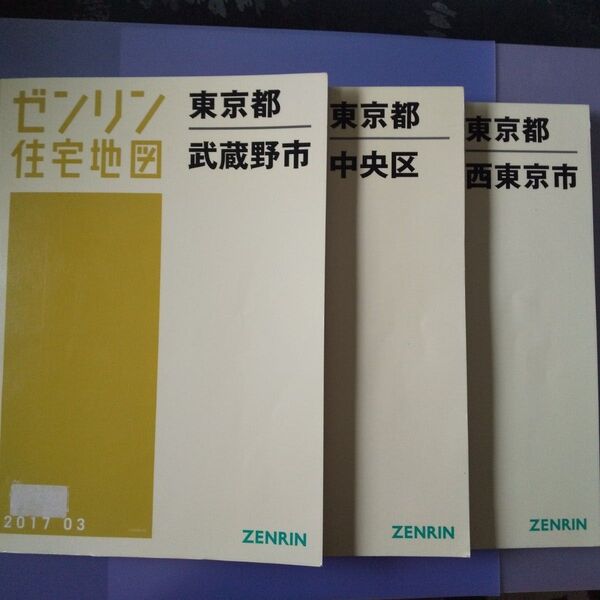 ゼンリン
住宅地図
東京都
武蔵野市
2017 03
ZENRIN
東京都
中央区
ZENRIN
東京都
西東京市
ZENRIN